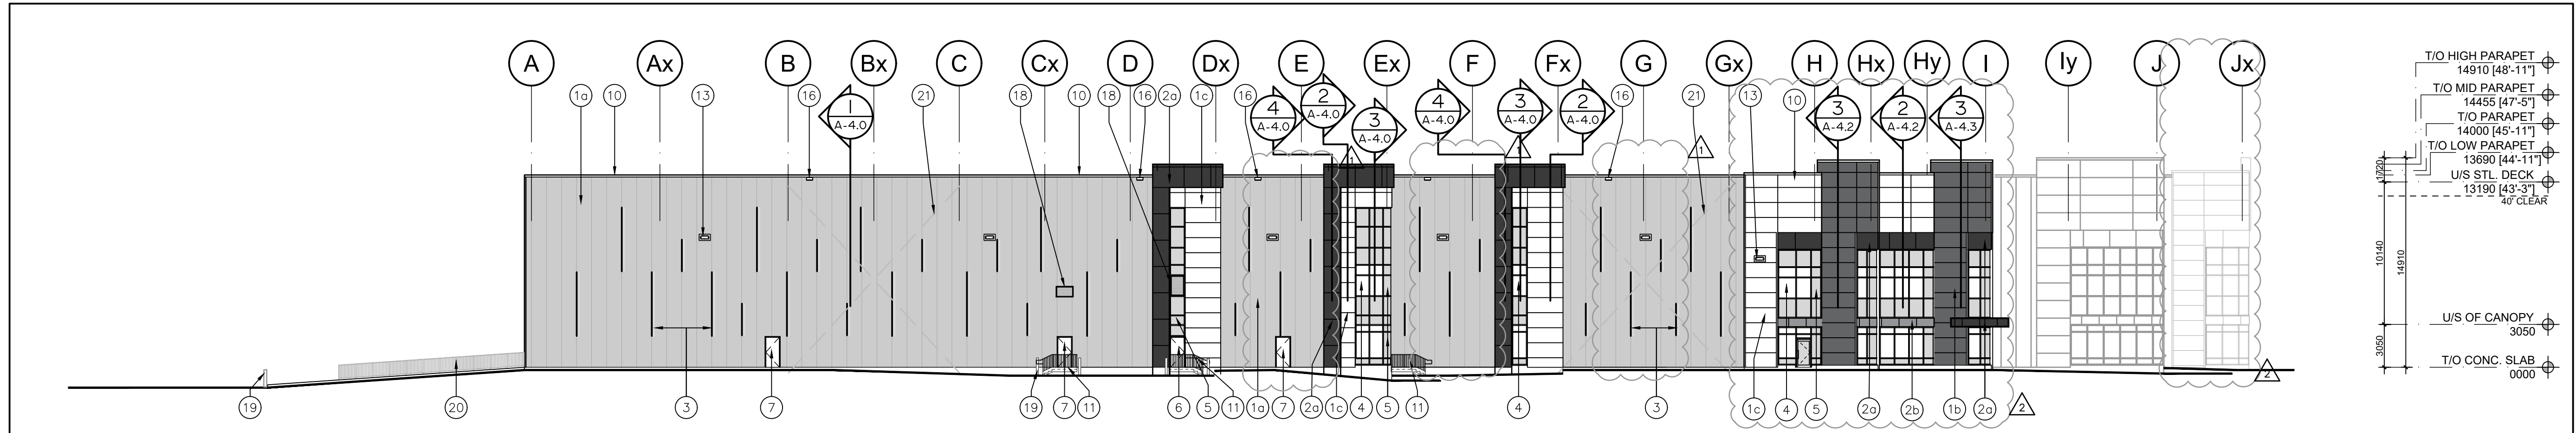 A Ax B Bx C Cx D Dx E Ex F Fx G Gx H Hx Hy I Iy J Jx
1a 10 13 16 21 18 10 18 16 2a 1c 16 16 21 13 10
1 A-4.0
4 A-4.0
2 A-4.0
3 A-4.0
4 A-4.0
3 A-4.0
2 A-4.0
3 A-4.2
2 A-4.2
3 A-4.3
1
1
1
T/O HIGH PARAPET
14910 [48'-11"]
T/O MID PARAPET
14455 [47'-5"]
T/O PARAPET
14000 [45'-11"]
T/O LOW PARAPET
13690 [44'-11"]
U/S STL. DECK
13190 [43'-3"]
40' CLEAR
1720
10140
14910
3050
U/S OF CANOPY
3050
T/O CONC. SLAB
0000
2
19 20 3 7 19 7 11 6 5 11 1a 7 2a 1c 4 5 11 4 3 1c 4 5 2a 2b 1b 2a
2